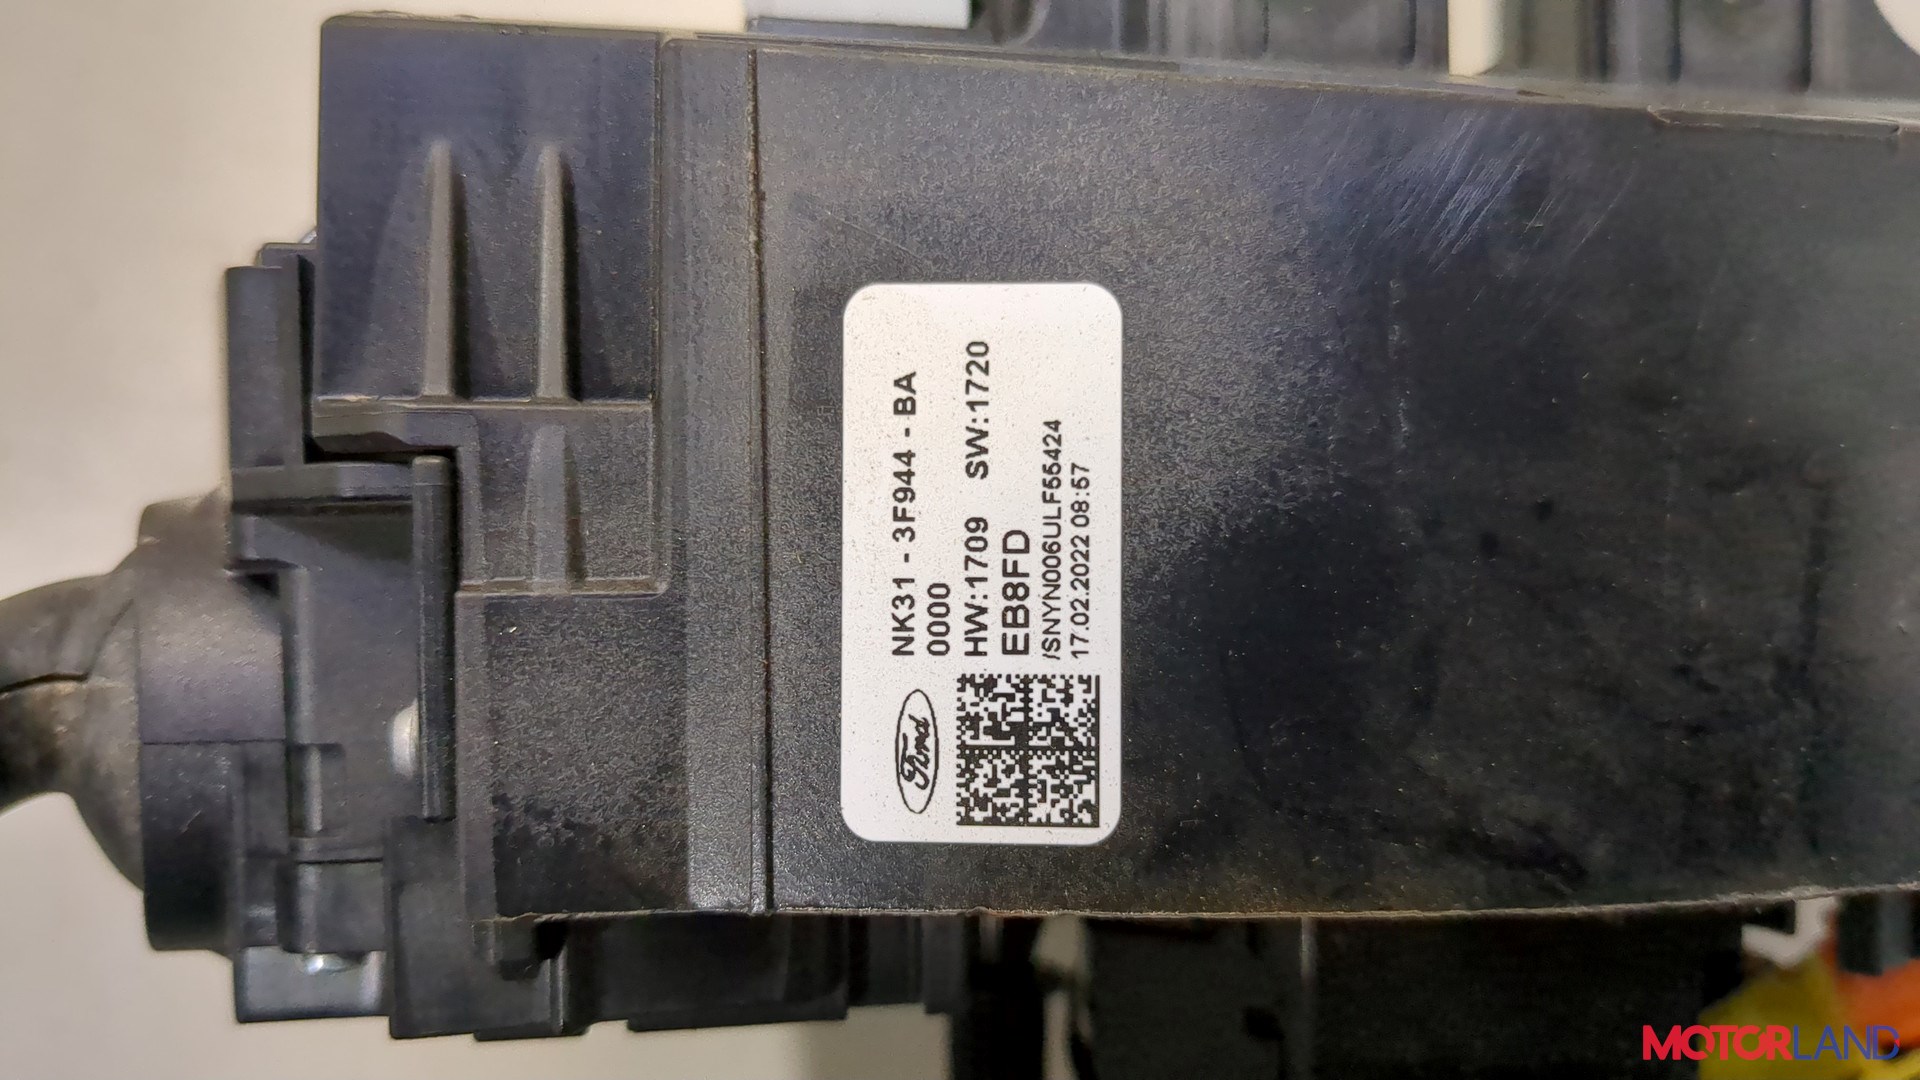 Ford
NK31 - 3F944 - BA
0000
HW:1709 SW:1720
EB8FD
/SNYN006ULF55424
17.02.2022 08:57
MOTORLAND